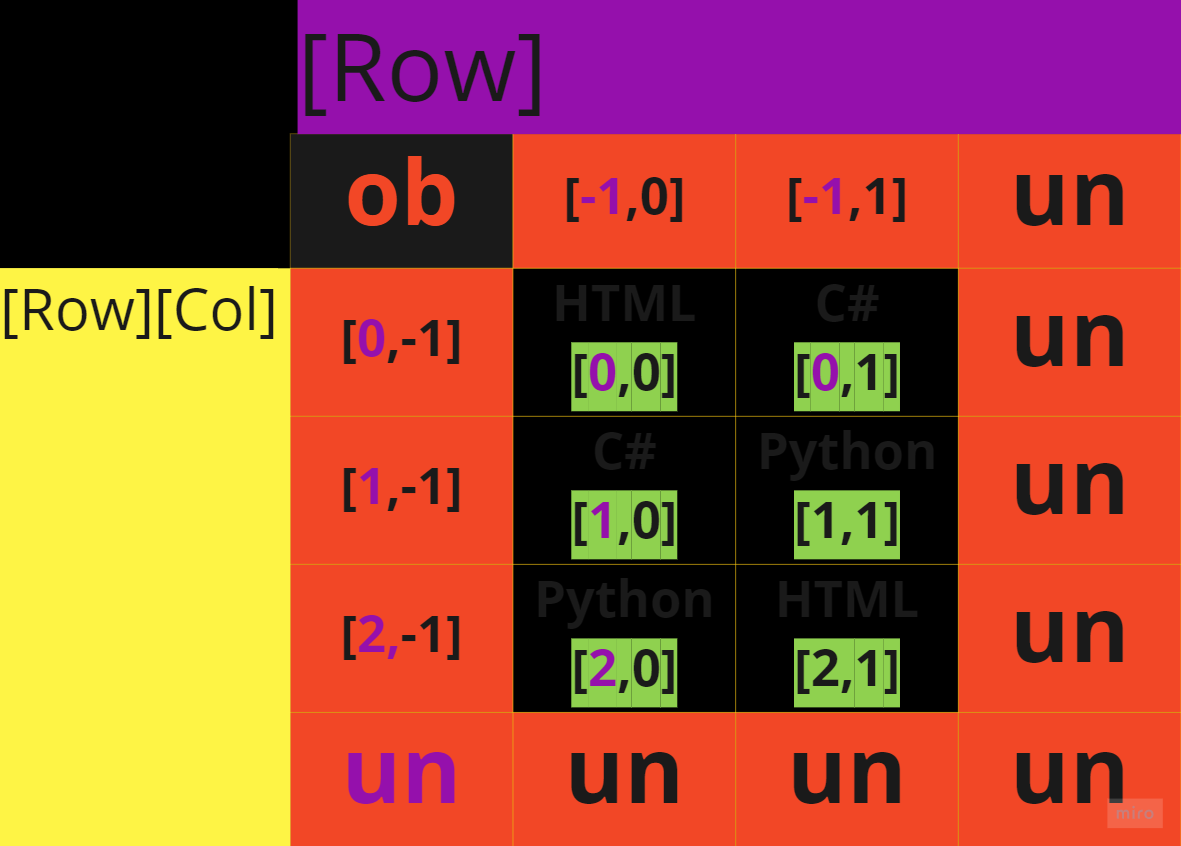 [Row]
ob [-1,0] [-1,1] un
[Row][Col]
[0,-1] HTML C# un
[0,0] [0,1]
[1,-1] C# Python un
[1,0] [1,1]
[2,-1] Python HTML un
[2,0] [2,1]
un un un un
miro